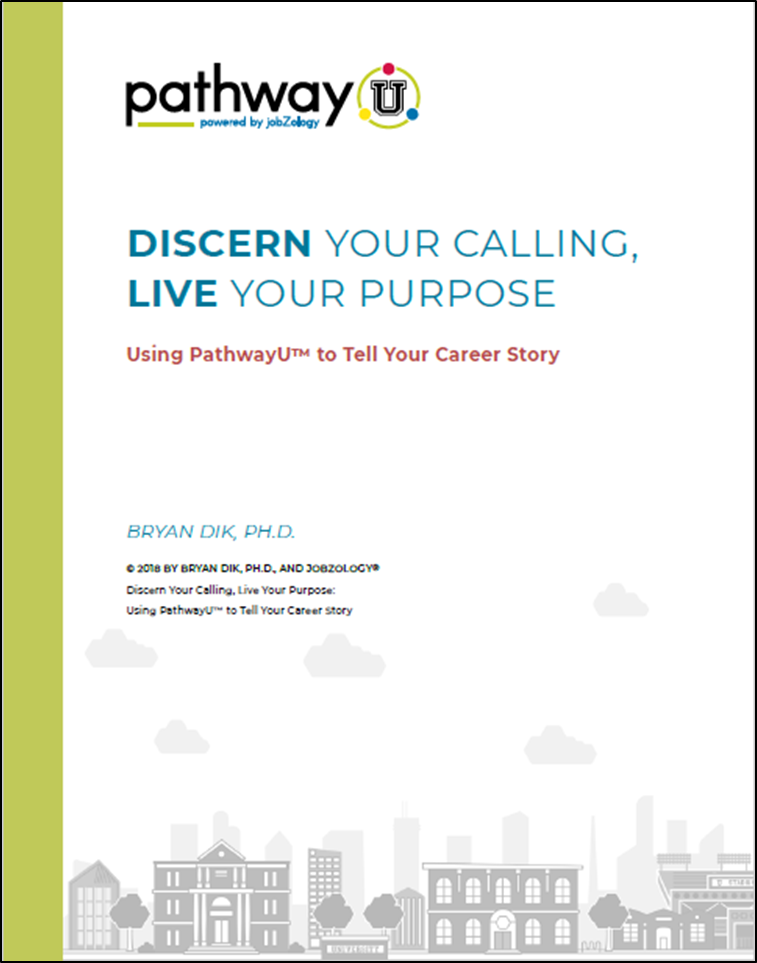 pathway U
powered by jobZology
DISCERN YOUR CALLING,
LIVE YOUR PURPOSE
Using PathwayU™ to Tell Your Career Story
BRYAN DIK, PH.D.
© 2018 BY BRYAN DIK, PH.D., AND JOBZOLOGY®
Discern Your Calling, Live Your Purpose:
Using PathwayU™ to Tell Your Career Story
UNIVERSITY